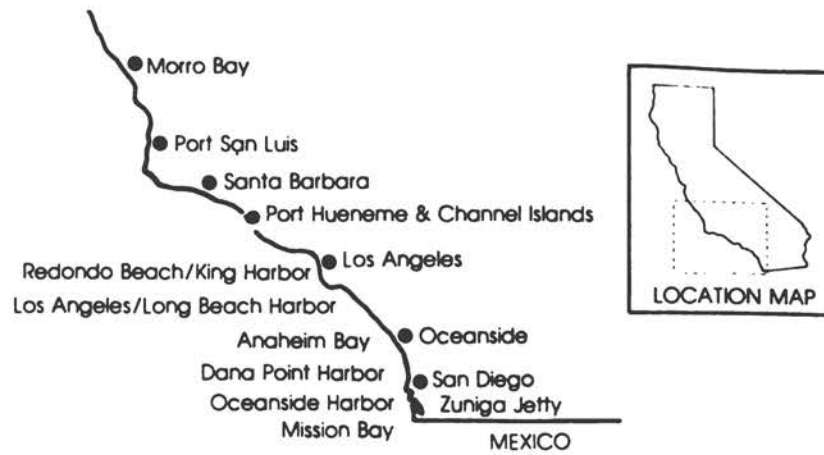 Morro Bay
Port San Luis
Santa Barbara
Port Hueneme & Channel Islands
Los Angeles
Redondo Beach/King Harbor
Los Angeles/Long Beach Harbor
Anaheim Bay
Oceanside
Dana Point Harbor
San Diego
Oceanside Harbor
Zuniga Jetty
Mission Bay
MEXICO
LOCATION MAP